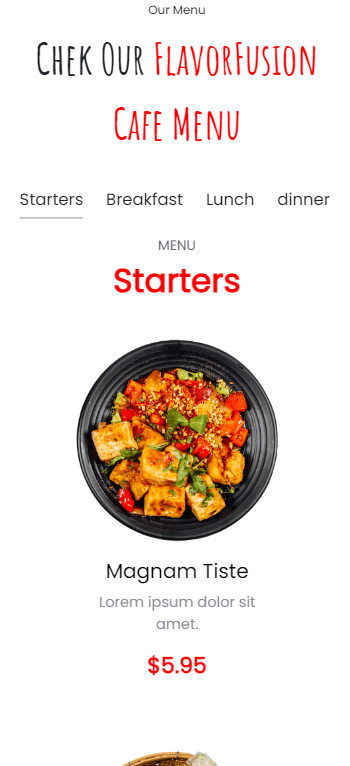 Our Menu
Chek Our FlavorFusion
Cafe Menu
Starters Breakfast Lunch dinner
MENU
Starters
Magnam Tiste
Lorem ipsum dolor sit
amet.
$5.95